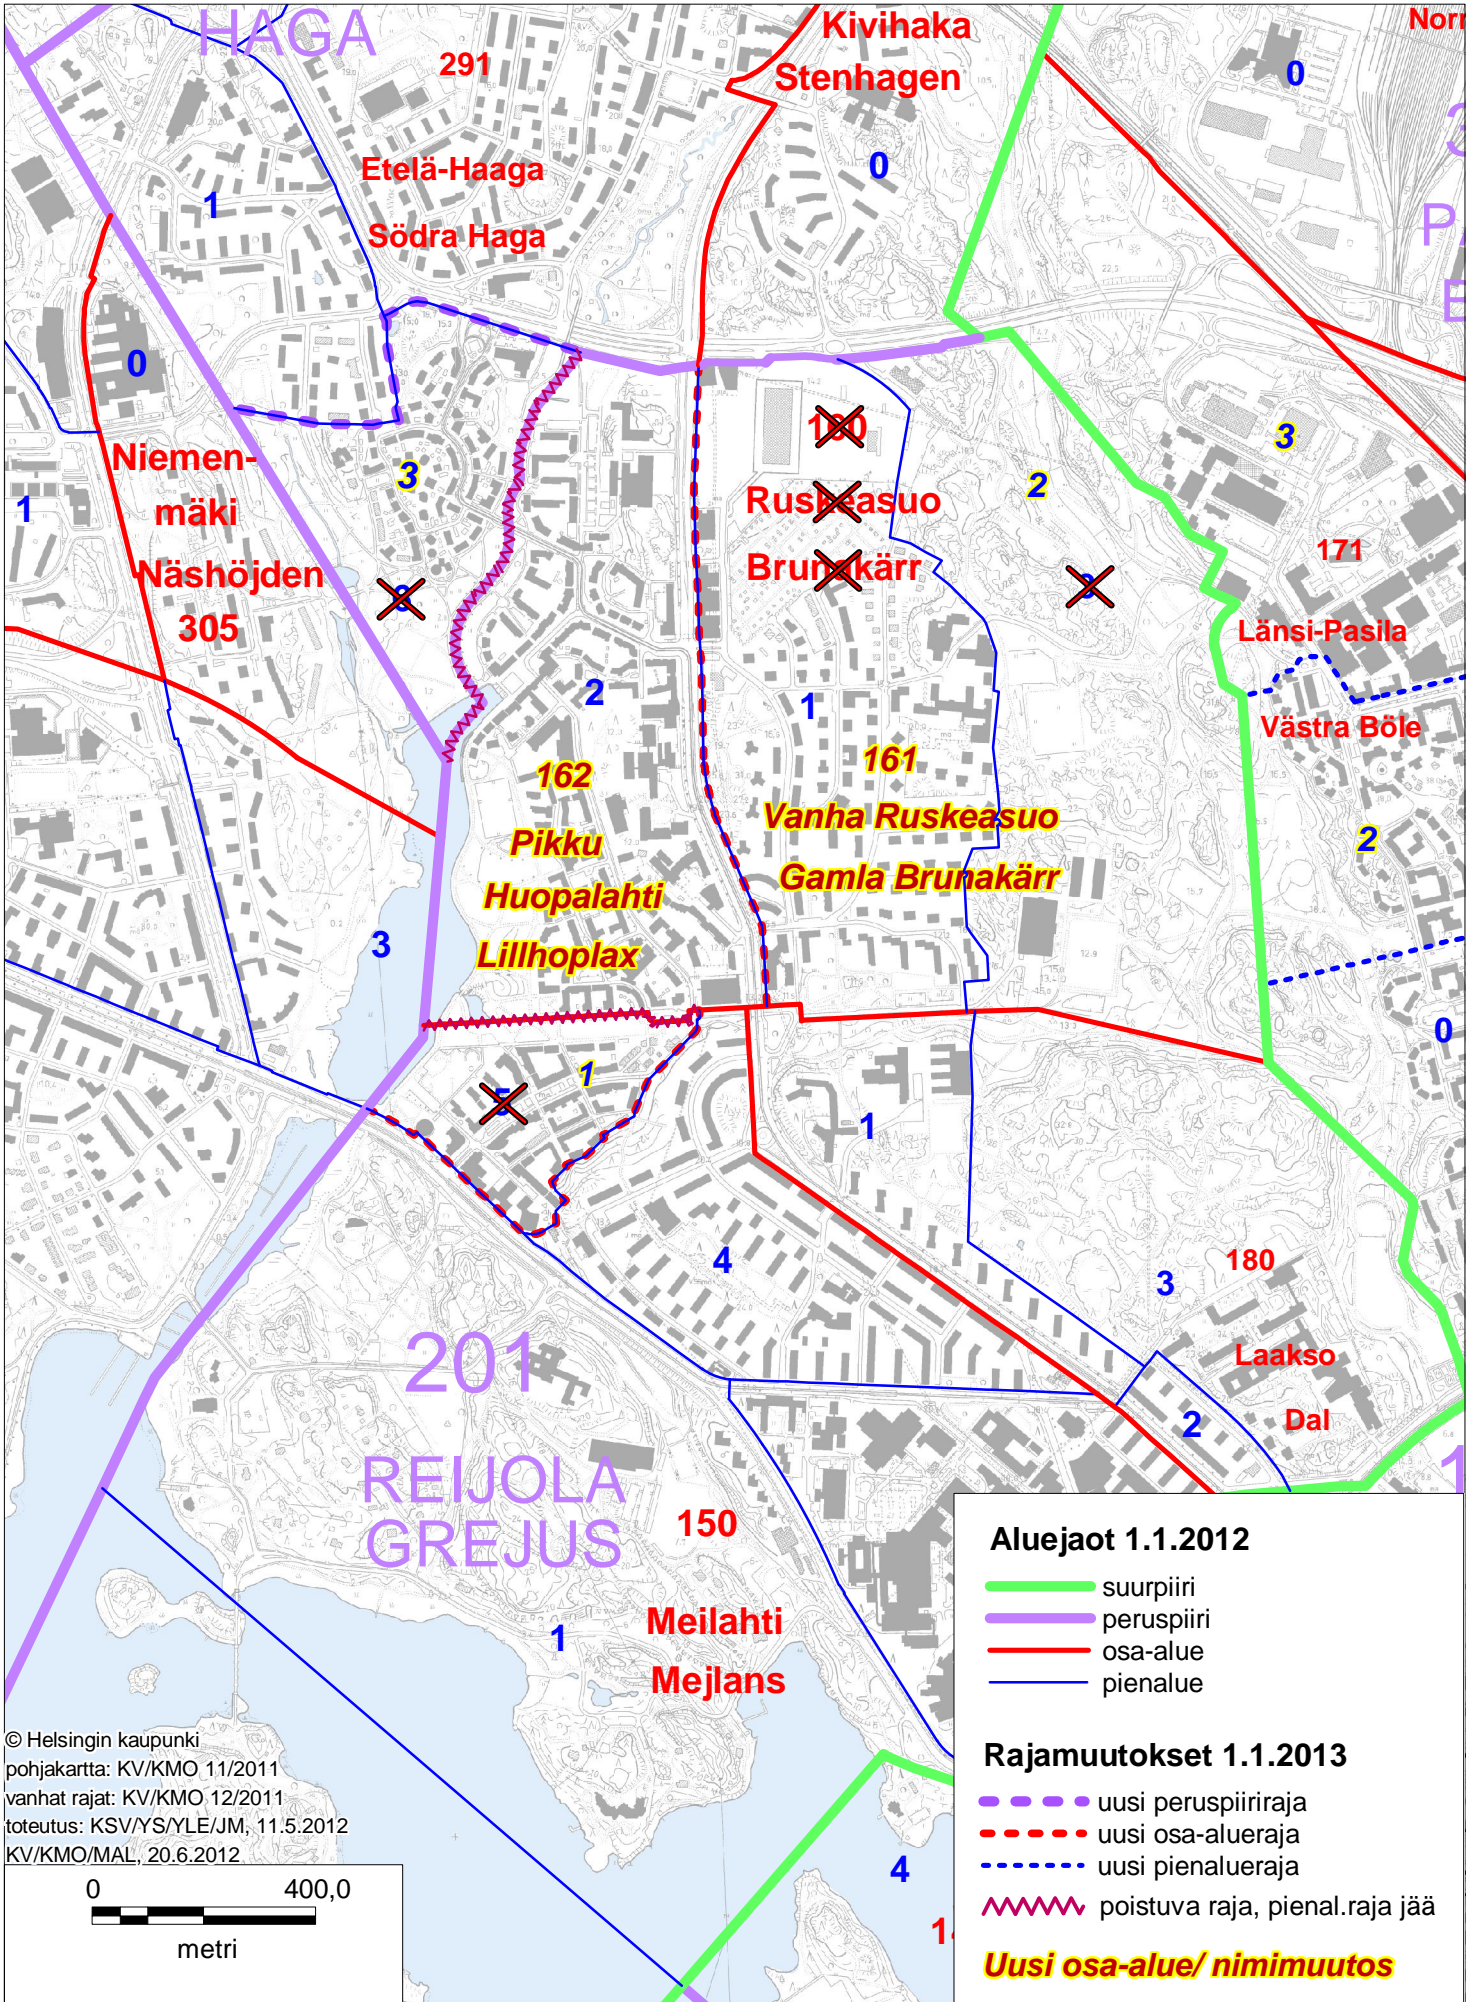 HAGA
291
Kivihaka
Stenhagen
0
0
Etelä-Haaga
Södra Haga
1
0
Niemen-
mäki
Näshöjden
305
1
3
Ruskeasuo
Brunakärr
2
3
171
Länsi-Pasila
Västra Böle
2
1
162
Pikku
Huopalahti
Lillhoplax
161
Vanha Ruskeasuo
Gamla Brunakärr
2
3
0
1
1
4
3
180
Laakso
Dal
2
201
REIJOLA
GREJUS
150
Meilahti
Mejlans
1
4
Aluejaot 1.1.2012
suurpiiri
peruspiiri
osa-alue
pienalue
Rajamuutokset 1.1.2013
uusi peruspiiriraja
uusi osa-alueraja
uusi pienalueraja
poistuva raja, pienal.raja jää
Uusi osa-alue/ nimimuutos
© Helsingin kaupunki
pohjakartta: KV/KMO 11/2011
vanhat rajat: KV/KMO 12/2011
toteutus: KSV/YS/YLE/JM, 11.5.2012
KV/KMO/MAL, 20.6.2012
0 400,0
metri